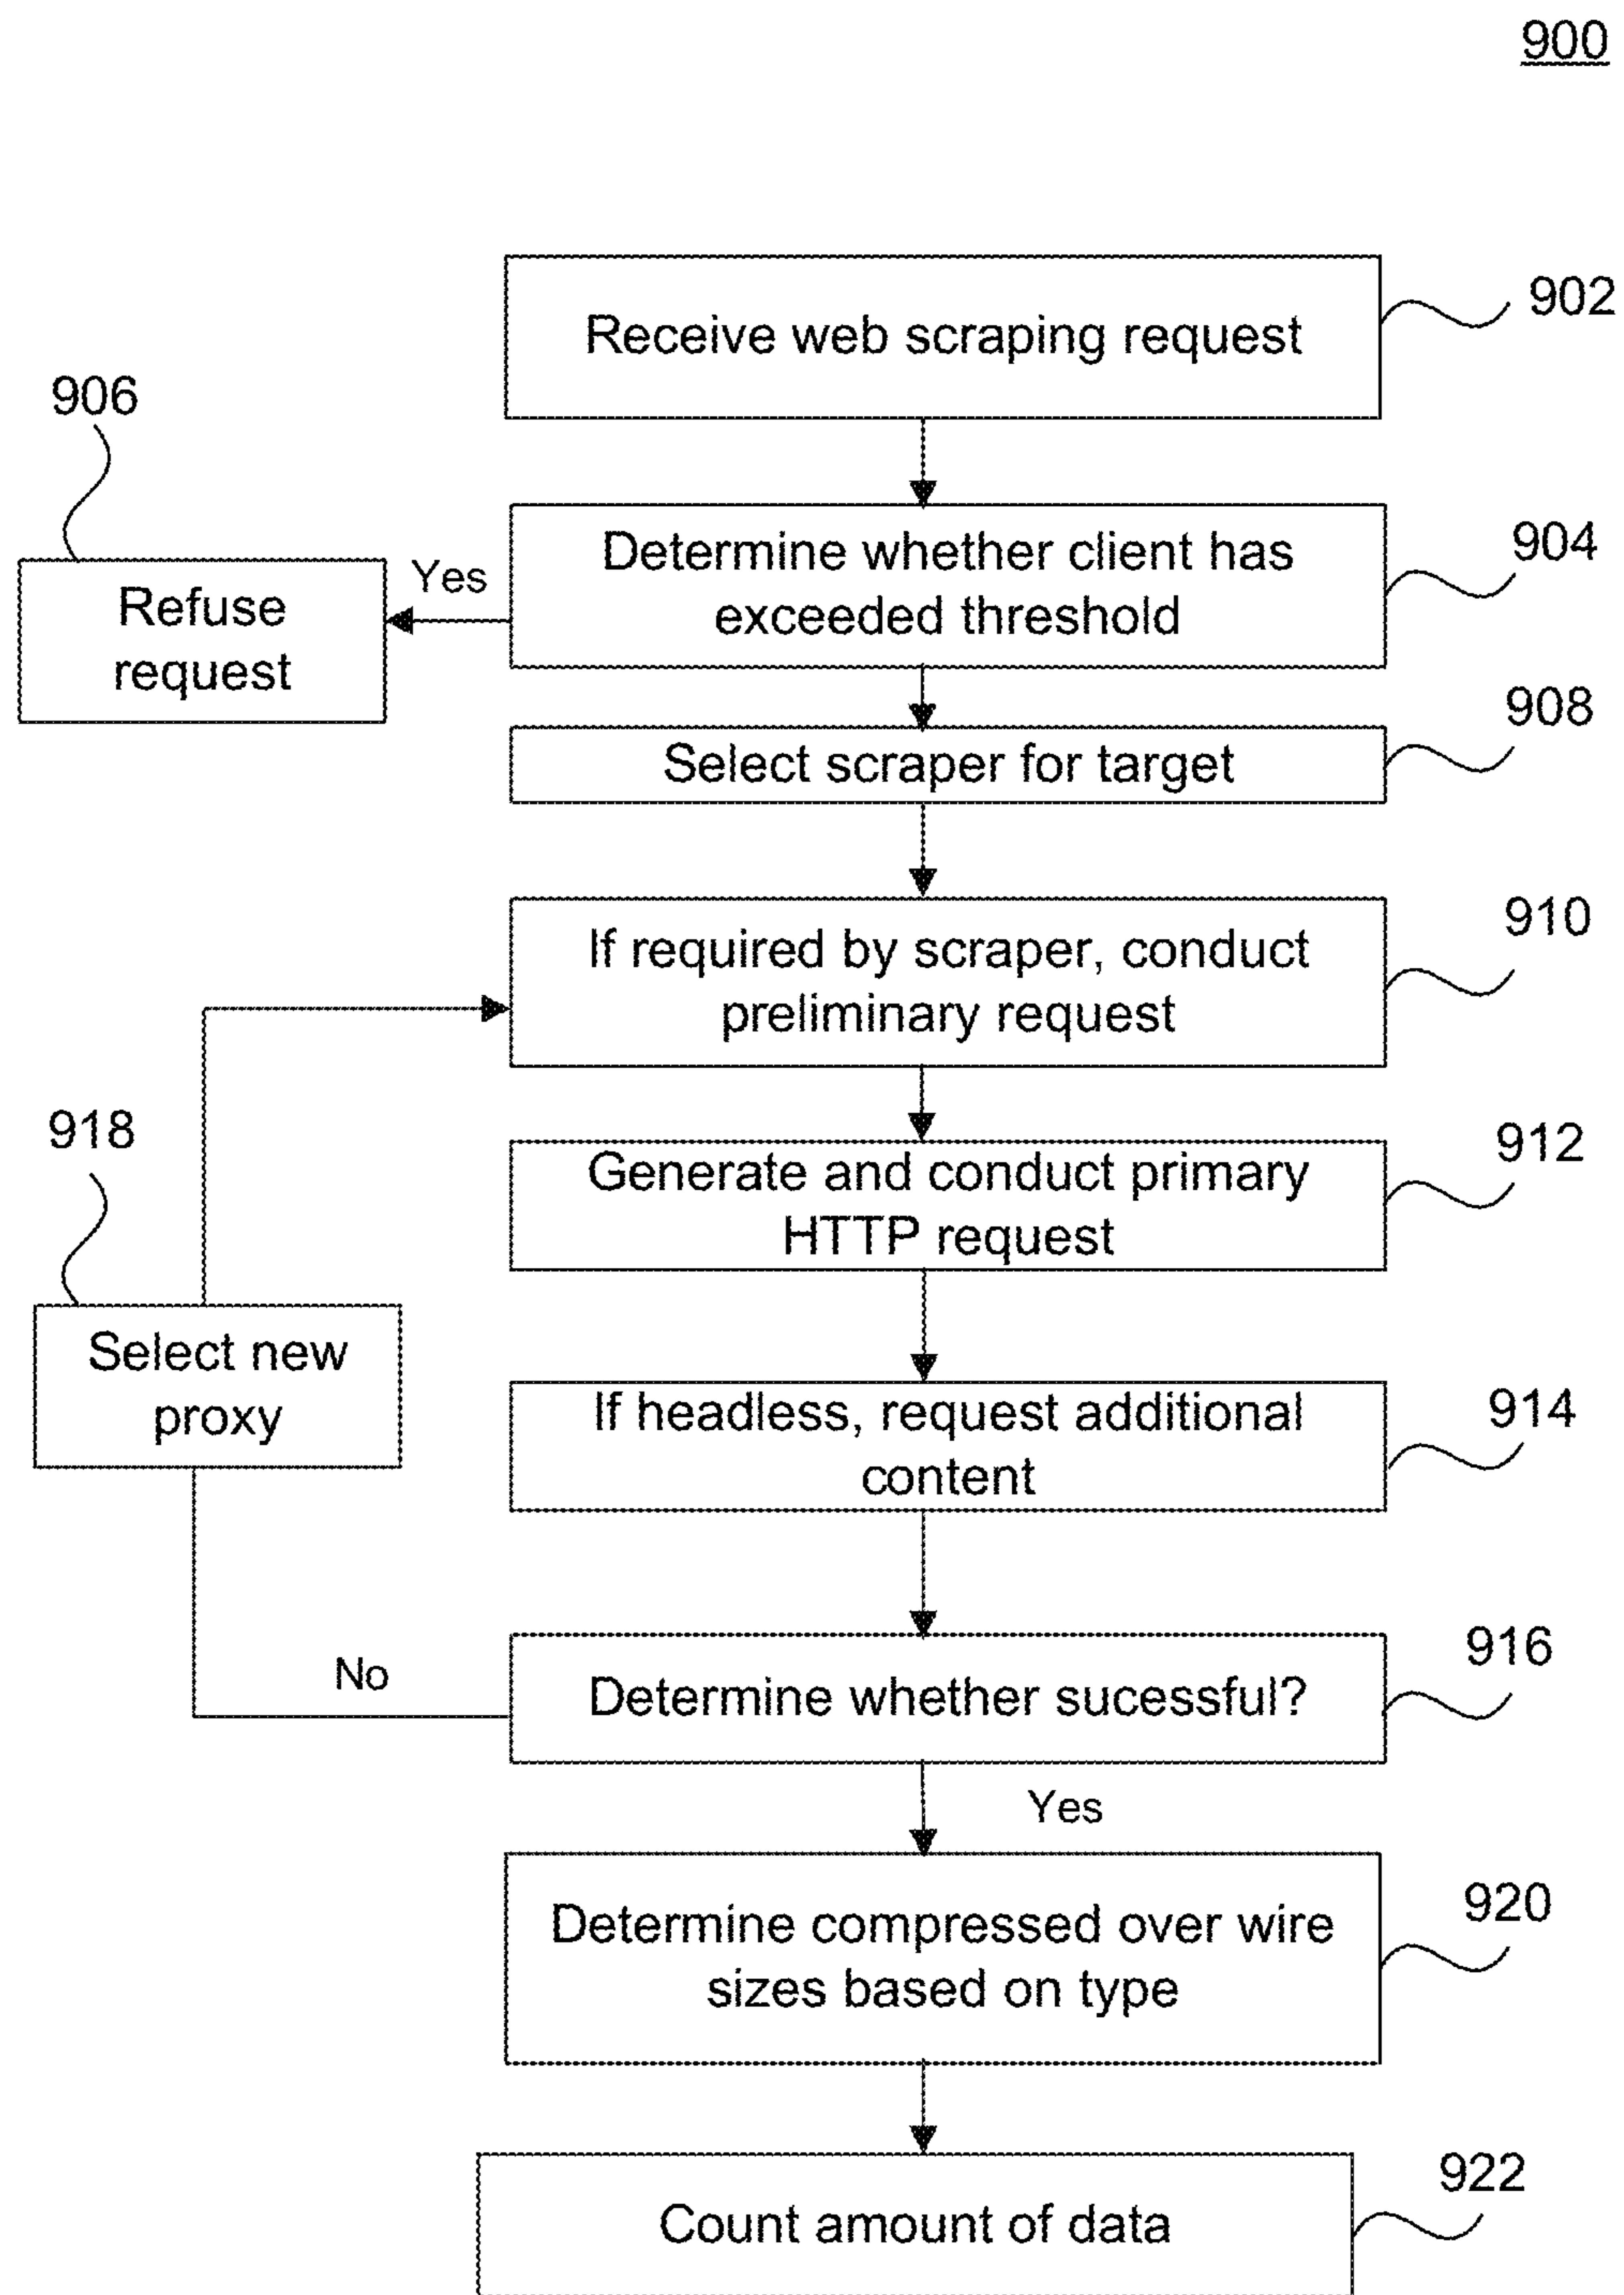 900
Receive web scraping request
902
906
Determine whether client has
exceeded threshold
904
Yes
Refuse
request
908
Select scraper for target
910
If required by scraper, conduct
preliminary request
918
912
Generate and conduct primary
HTTP request
Select new
proxy
914
If headless, request additional
content
916
No
Determine whether sucessful?
Yes
920
Determine compressed over wire
sizes based on type
922
Count amount of data